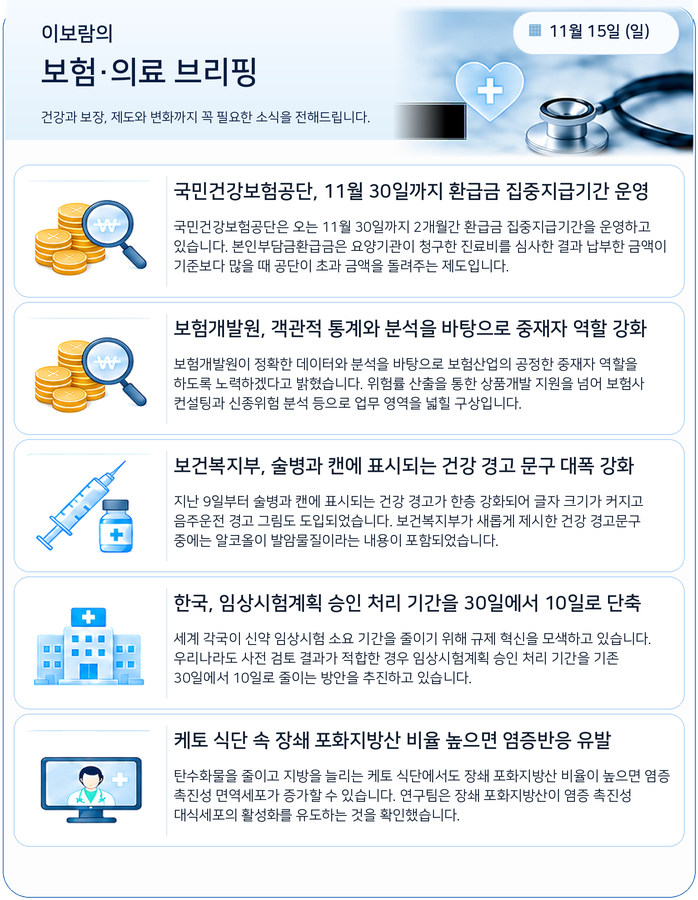 이보람의
보험·의료 브리핑
건강과 보장, 제도와 변화까지 꼭 필요한 소식을 전해드립니다.
11월 15일 (일)
국민건강보험공단, 11월 30일까지 환급금 집중지급기간 운영
국민건강보험공단은 오는 11월 30일까지 2개월간 환급금 집중지급기간을 운영하고
있습니다. 본인부담금환급금은 요양기관이 청구한 진료비를 심사한 결과 납부한 금액이
기준보다 많을 때 공단이 초과 금액을 돌려주는 제도입니다.
보험개발원, 객관적 통계와 분석을 바탕으로 중재자 역할 강화
보험개발원이 정확한 데이터와 분석을 바탕으로 보험산업의 공정한 중재자 역할을
하도록 노력하겠다고 밝혔습니다. 위험률 산출을 통한 상품개발 지원을 넘어 보험사
컨설팅과 신종위험 분석 등으로 업무 영역을 넓힐 구상입니다.
보건복지부, 술병과 캔에 표시되는 건강 경고 문구 대폭 강화
지난 9일부터 술병과 캔에 표시되는 건강 경고가 한층 강화되어 글자 크기가 커지고
음주운전 경고 그림도 도입되었습니다. 보건복지부가 새롭게 제시한 건강 경고문구
중에는 알코올이 발암물질이라는 내용이 포함되었습니다.
한국, 임상시험계획 승인 처리 기간을 30일에서 10일로 단축
세계 각국이 신약 임상시험 소요 기간을 줄이기 위해 규제 혁신을 모색하고 있습니다.
우리나라도 사전 검토 결과가 적합한 경우 임상시험계획 승인 처리 기간을 기존
30일에서 10일로 줄이는 방안을 추진하고 있습니다.
케토 식단 속 장쇄 포화지방산 비율 높으면 염증반응 유발
탄수화물을 줄이고 지방을 늘리는 케토 식단에서도 장쇄 포화지방산 비율이 높으면 염증
촉진성 면역세포가 증가할 수 있습니다. 연구팀은 장쇄 포화지방산이 염증 촉진성
대식세포의 활성화를 유도하는 것을 확인했습니다.